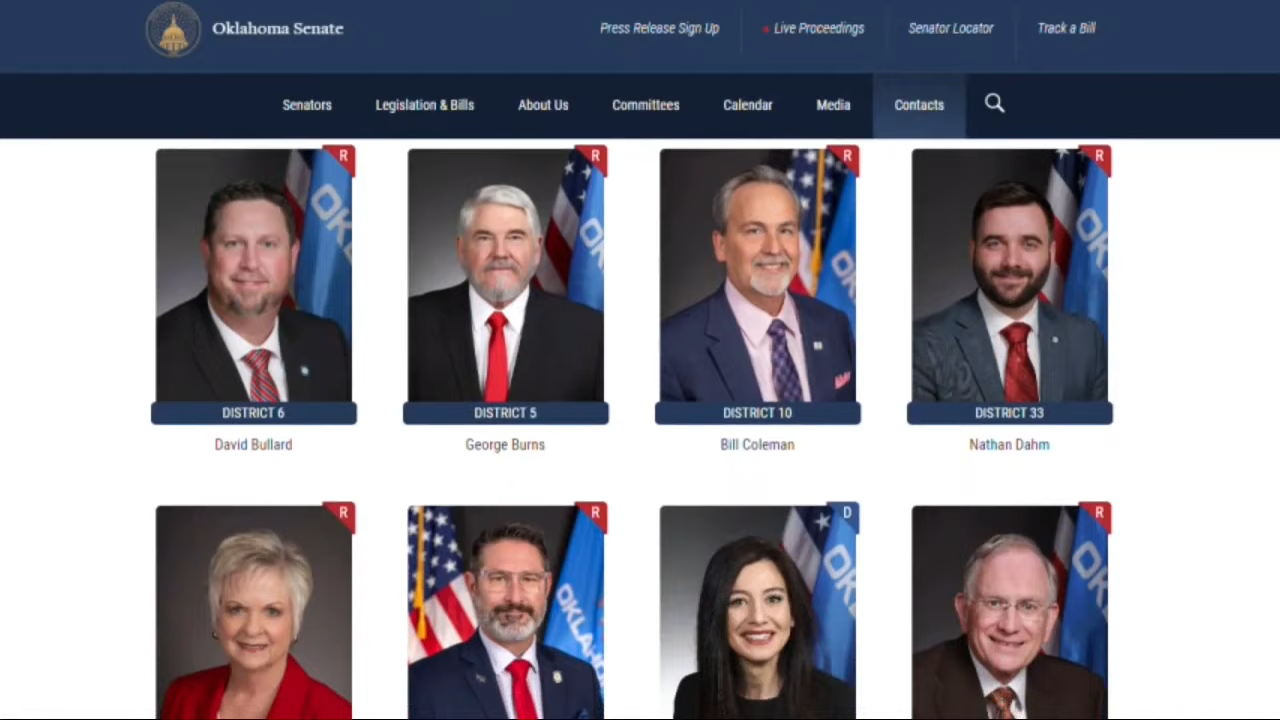 Oklahoma Senate
Press Release Sign Up
Live Proceedings
Senator Locator
Track a Bill
Senators
Legislation & Bills
About Us
Committees
Calendar
Media
Contacts
R
R
R
R
OK
DISTRICT 6
DISTRICT 5
DISTRICT 10
DISTRICT 33
David Bullard
George Burns
Bill Coleman
Nathan Dahm
R
R
D
R